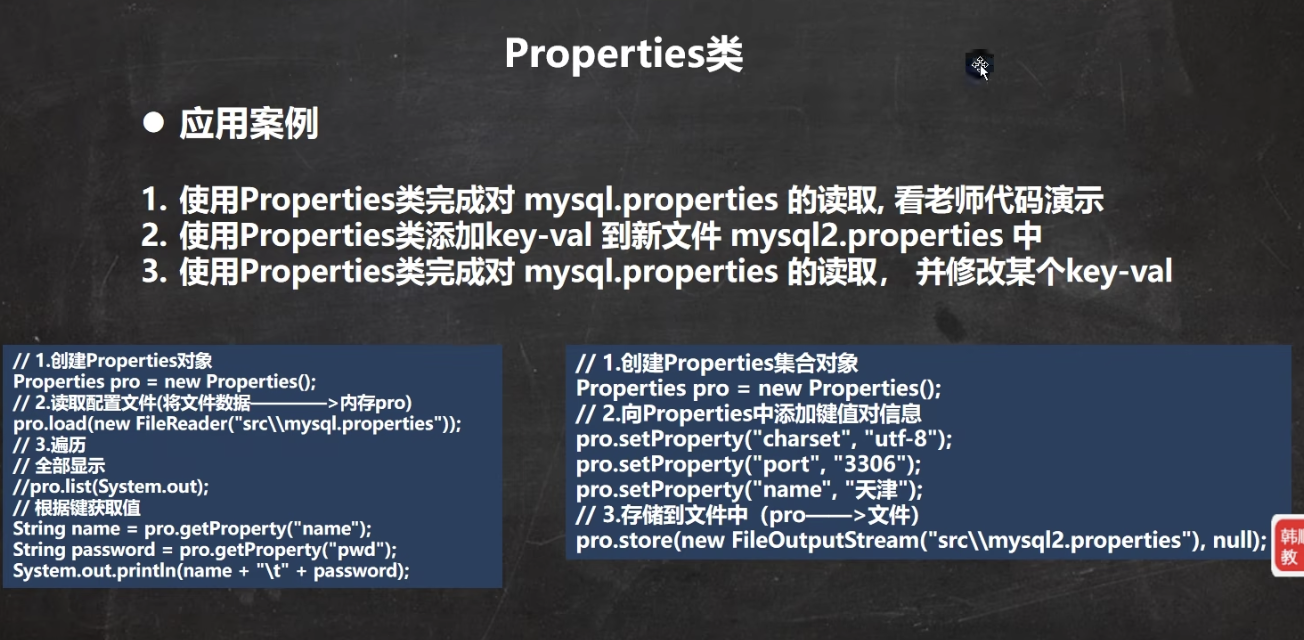 Properties类
● 应用案例
1. 使用Properties类完成对 mysql.properties 的读取, 看老师代码演示
2. 使用Properties类添加key-val 到新文件 mysql2.properties 中
3. 使用Properties类完成对 mysql.properties 的读取， 并修改某个key-val
// 1.创建Properties对象
Properties pro = new Properties();
// 2.读取配置文件(将文件数据————>内存pro)
pro.load(new FileReader("src\\mysql.properties"));
// 3.遍历
// 全部显示
//pro.list(System.out);
// 根据键获取值
String name = pro.getProperty("name");
String password = pro.getProperty("pwd");
System.out.println(name + "\t" + password);
// 1.创建Properties集合对象
Properties pro = new Properties();
// 2.向Properties中添加键值对信息
pro.setProperty("charset", "utf-8");
pro.setProperty("port", "3306");
pro.setProperty("name", "天津");
// 3.存储到文件中（pro——>文件）
pro.store(new FileOutputStream("src\\mysql2.properties"), null);
韩
教